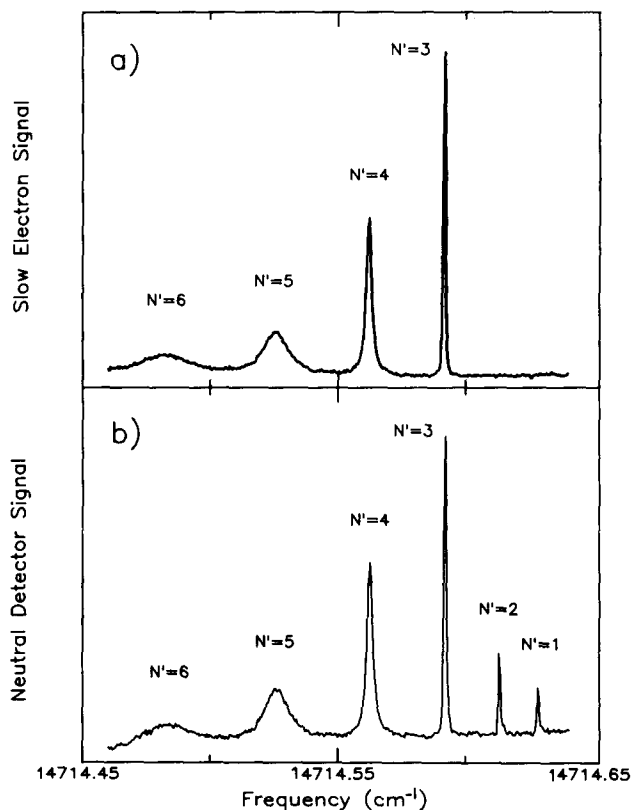 a)
N'=3
N'=4
N'=5
N'=6
Slow Electron Signal
b)
N'=3
N'=4
N'=5
N'=6
N'=2
N'=1
Neutral Detector Signal
14714.45
14714.55
14714.65
Frequency (cm⁻¹)